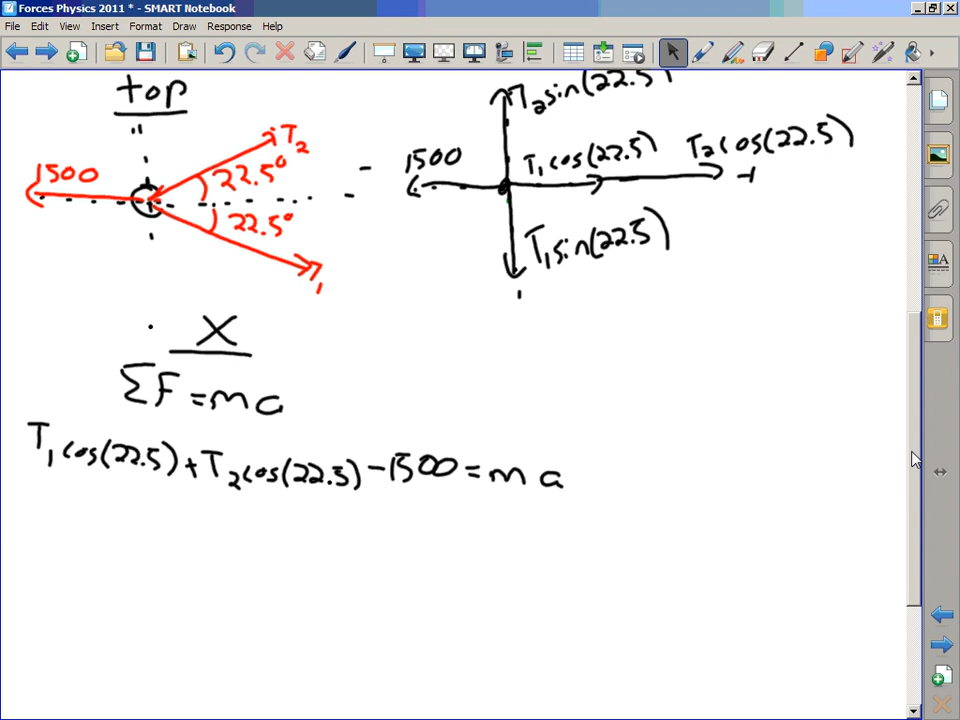 Forces Physics 2011 * - SMART Notebook
File Edit View Insert Format Draw Response Help
top
T₂
1500
22.5°
22.5°
T₁
T₂sin(22.5)
- 1500
T₁cos(22.5)
T₂cos(22.5)
+
T₁sin(22.5)
X
ΣF = ma
T₁cos(22.5) + T₂cos(22.5) - 1500 = ma